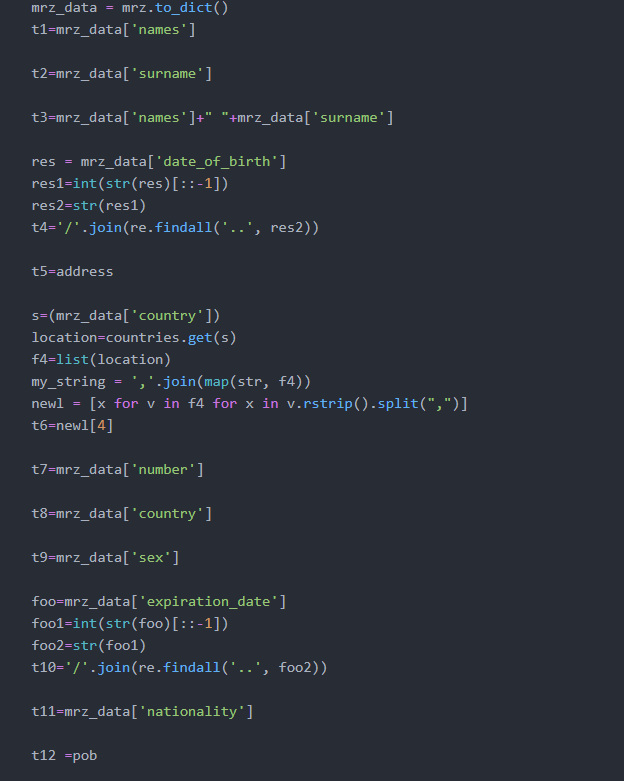 mrz_data = mrz.to_dict()
t1=mrz_data['names']
t2=mrz_data['surname']
t3=mrz_data['names']+" "+mrz_data['surname']
res = mrz_data['date_of_birth']
res1=int(str(res)[::-1])
res2=str(res1)
t4='/'.join(re.findall('..', res2))
t5=address
s=(mrz_data['country'])
location=countries.get(s)
f4=list(location)
my_string = ','.join(map(str, f4))
newl = [x for v in f4 for x in v.rstrip().split(",")]
t6=newl[4]
t7=mrz_data['number']
t8=mrz_data['country']
t9=mrz_data['sex']
foo=mrz_data['expiration_date']
foo1=int(str(foo)[::-1])
foo2=str(foo1)
t10='/'.join(re.findall('..', foo2))
t11=mrz_data['nationality']
t12 =pob